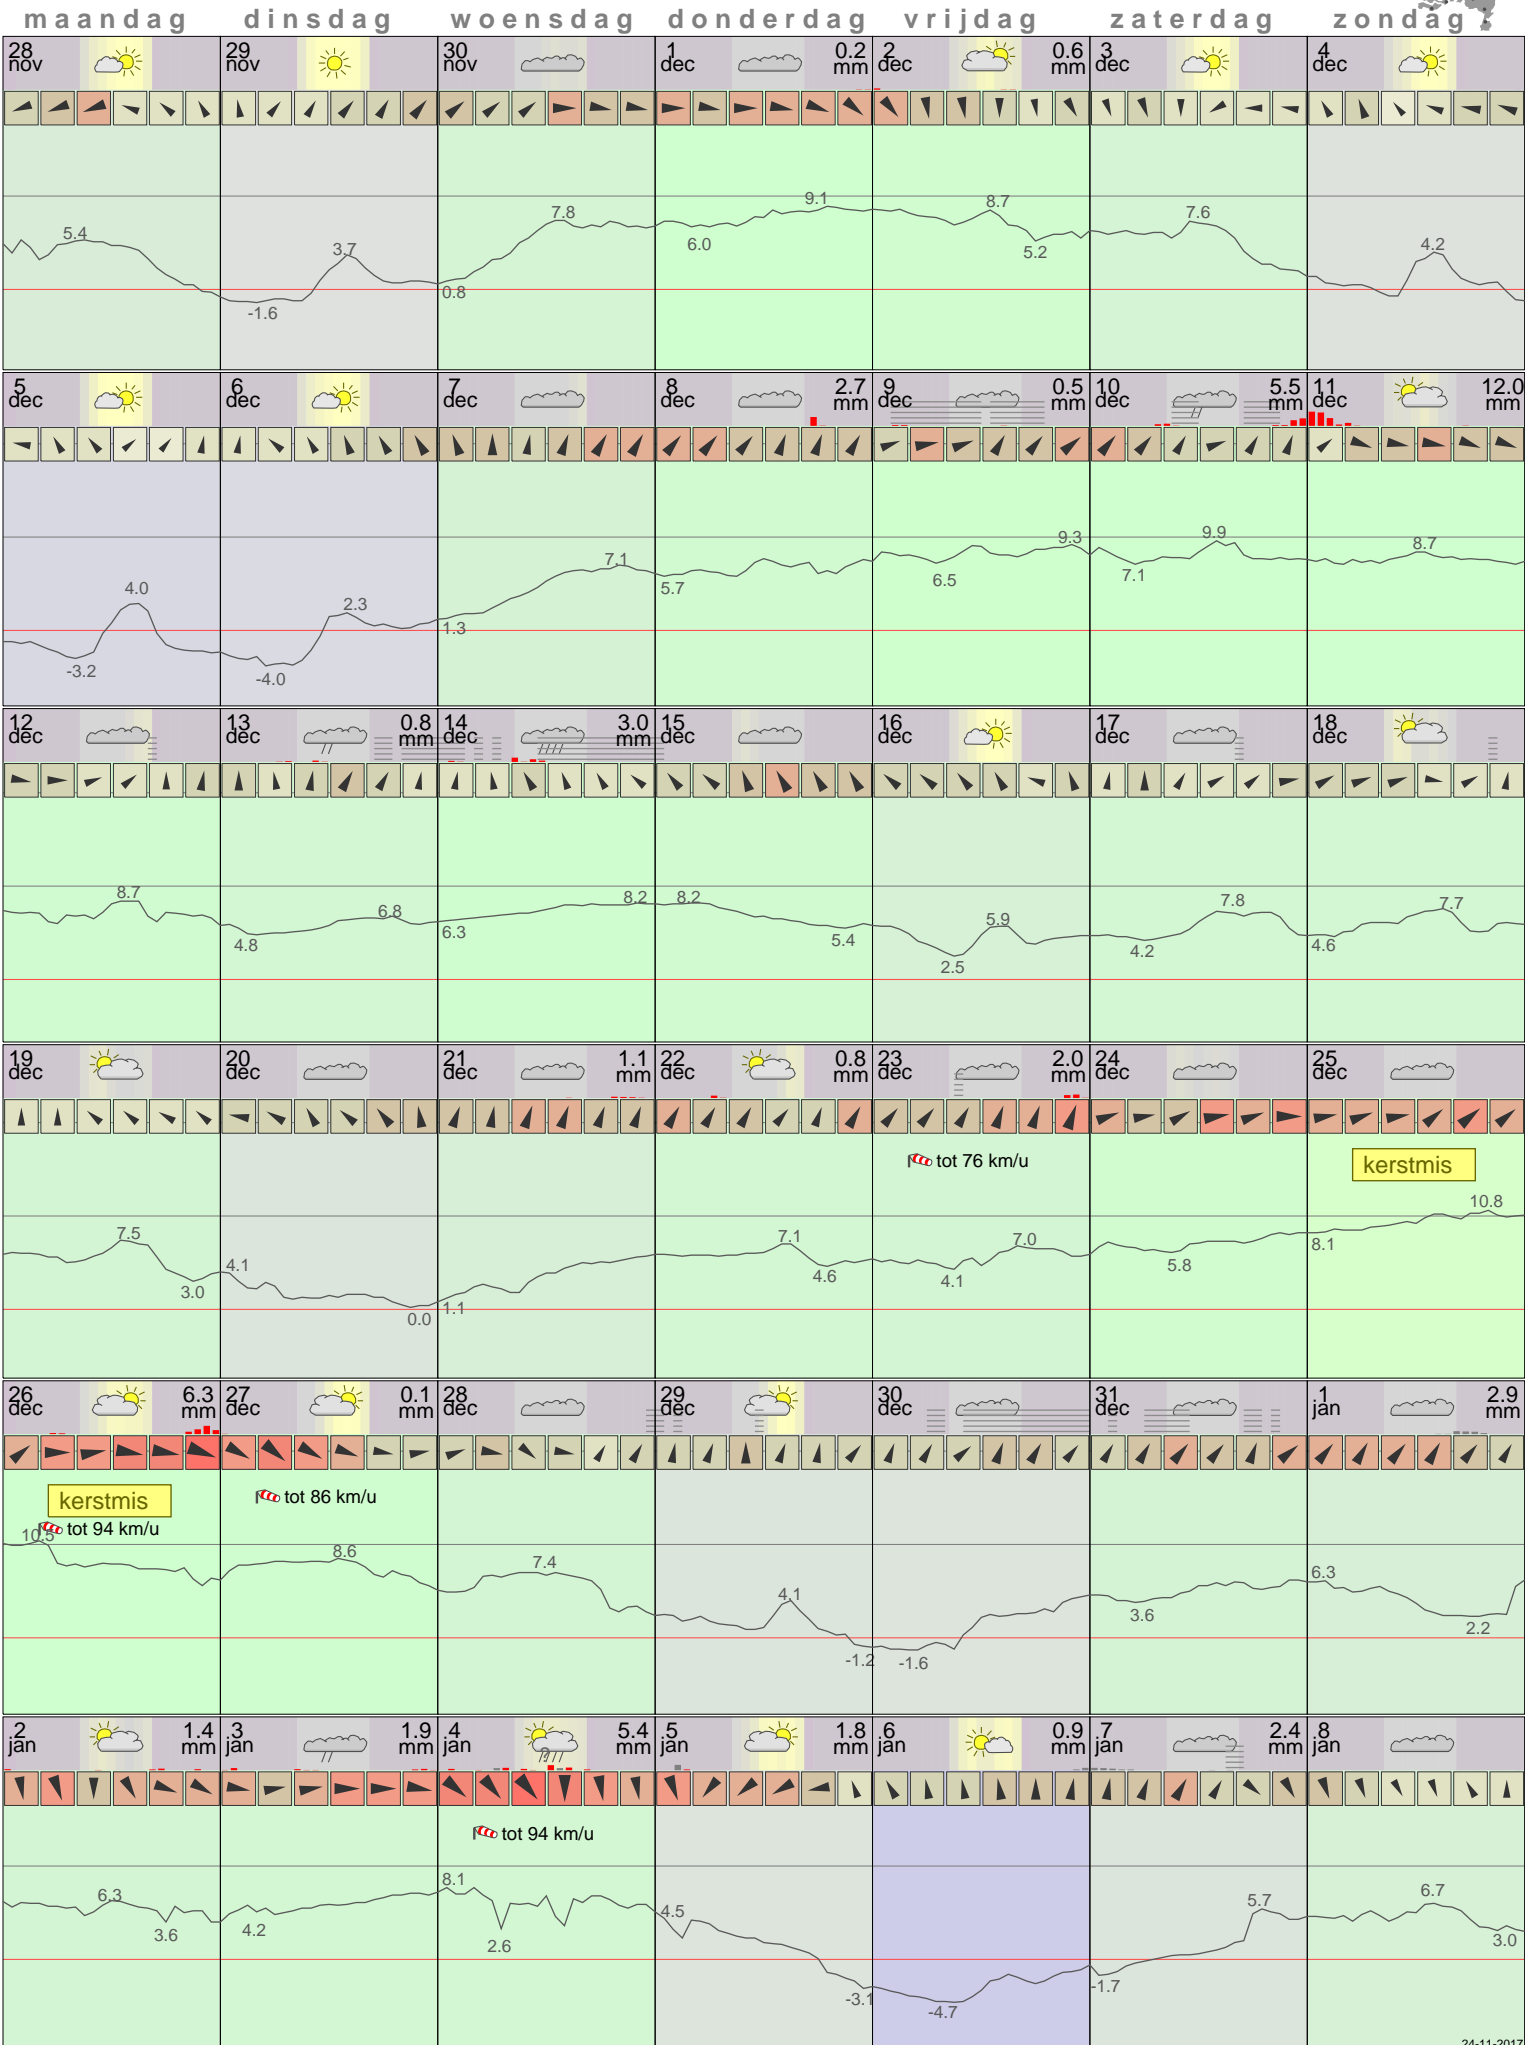 maandag dinsdag woensdag donderdag vrijdag zaterdag zondag
28 nov 29 nov 30 nov 1 dec 0.2 mm 2 dec 0.6 mm 3 dec 4 dec
5.4 -1.6 3.7 0.8 7.8 6.0 9.1 8.7 5.2 7.6 4.2
5 dec 6 dec 7 dec 8 dec 2.7 mm 9 dec 0.5 mm 10 dec 5.5 mm 11 dec 12.0
-3.2 4.0 -4.0 2.3 1.3 7.1 5.7 6.5 9.3 7.1 9.9 8.7
12 dec 13 dec 0.8 mm 14 dec 3.0 mm 15 dec 16 dec 17 dec 18 dec
8.7 4.8 6.8 6.3 8.2 8.2 5.4 2.5 5.9 4.2 7.8 4.6 7.7
19 dec 20 dec 21 dec 1.1 mm 22 dec 0.8 mm 23 dec 2.0 mm 24 dec 25 dec
tot 76 km/u kerstmis
7.5 3.0 4.1 0.0 1.1 7.1 4.6 4.1 7.0 5.8 8.1 10.8
26 dec 6.3 mm 27 dec 0.1 mm 28 dec 29 dec 30 dec 31 dec 1 jan 2.9 mm
kerstmis tot 86 km/u
tot 94 km/u
10.5 8.6 7.4 4.1 -1.2 -1.6 3.6 6.3 2.2
2 jan 1.4 mm 3 jan 1.9 mm 4 jan 5.4 mm 5 jan 1.8 mm 6 jan 0.9 mm 7 jan 2.4 mm 8 jan
tot 94 km/u
6.3 3.6 4.2 8.1 2.6 4.5 -3.1 -4.7 -1.7 5.7 6.7 3.0
24-11-2017